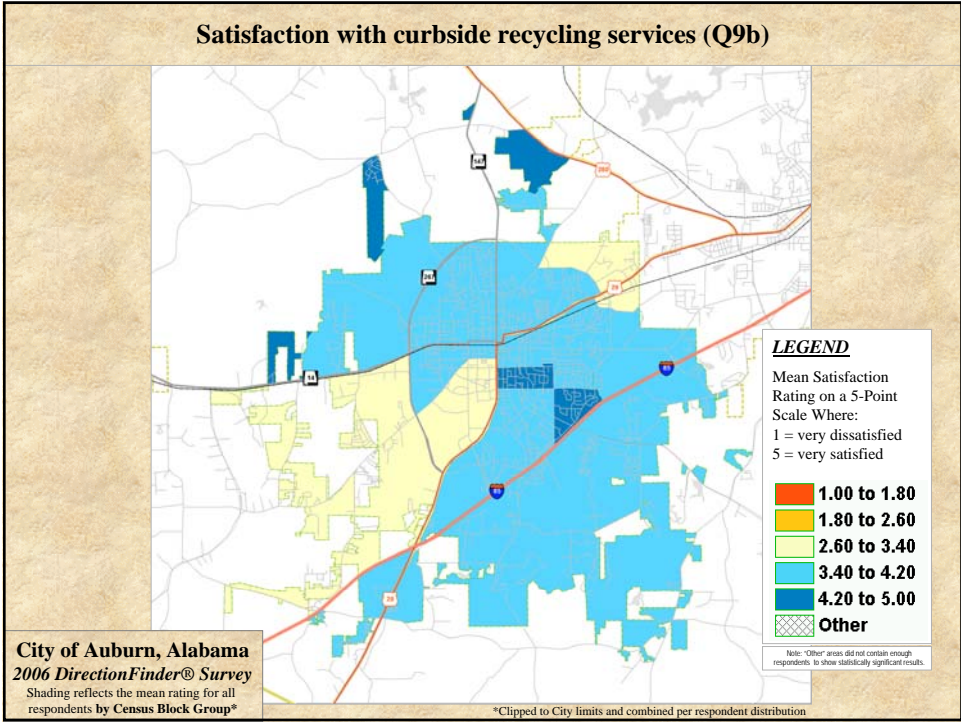 Satisfaction with curbside recycling services (Q9b)
147
280
267
29
14
85
85
29
LEGEND
Mean Satisfaction
Rating on a 5-Point
Scale Where:
1 = very dissatisfied
5 = very satisfied
1.00 to 1.80
1.80 to 2.60
2.60 to 3.40
3.40 to 4.20
4.20 to 5.00
Other
Note: "Other" areas did not contain enough
respondents to show statistically significant results.
City of Auburn, Alabama
2006 DirectionFinder® Survey
Shading reflects the mean rating for all
respondents by Census Block Group*
*Clipped to City limits and combined per respondent distribution